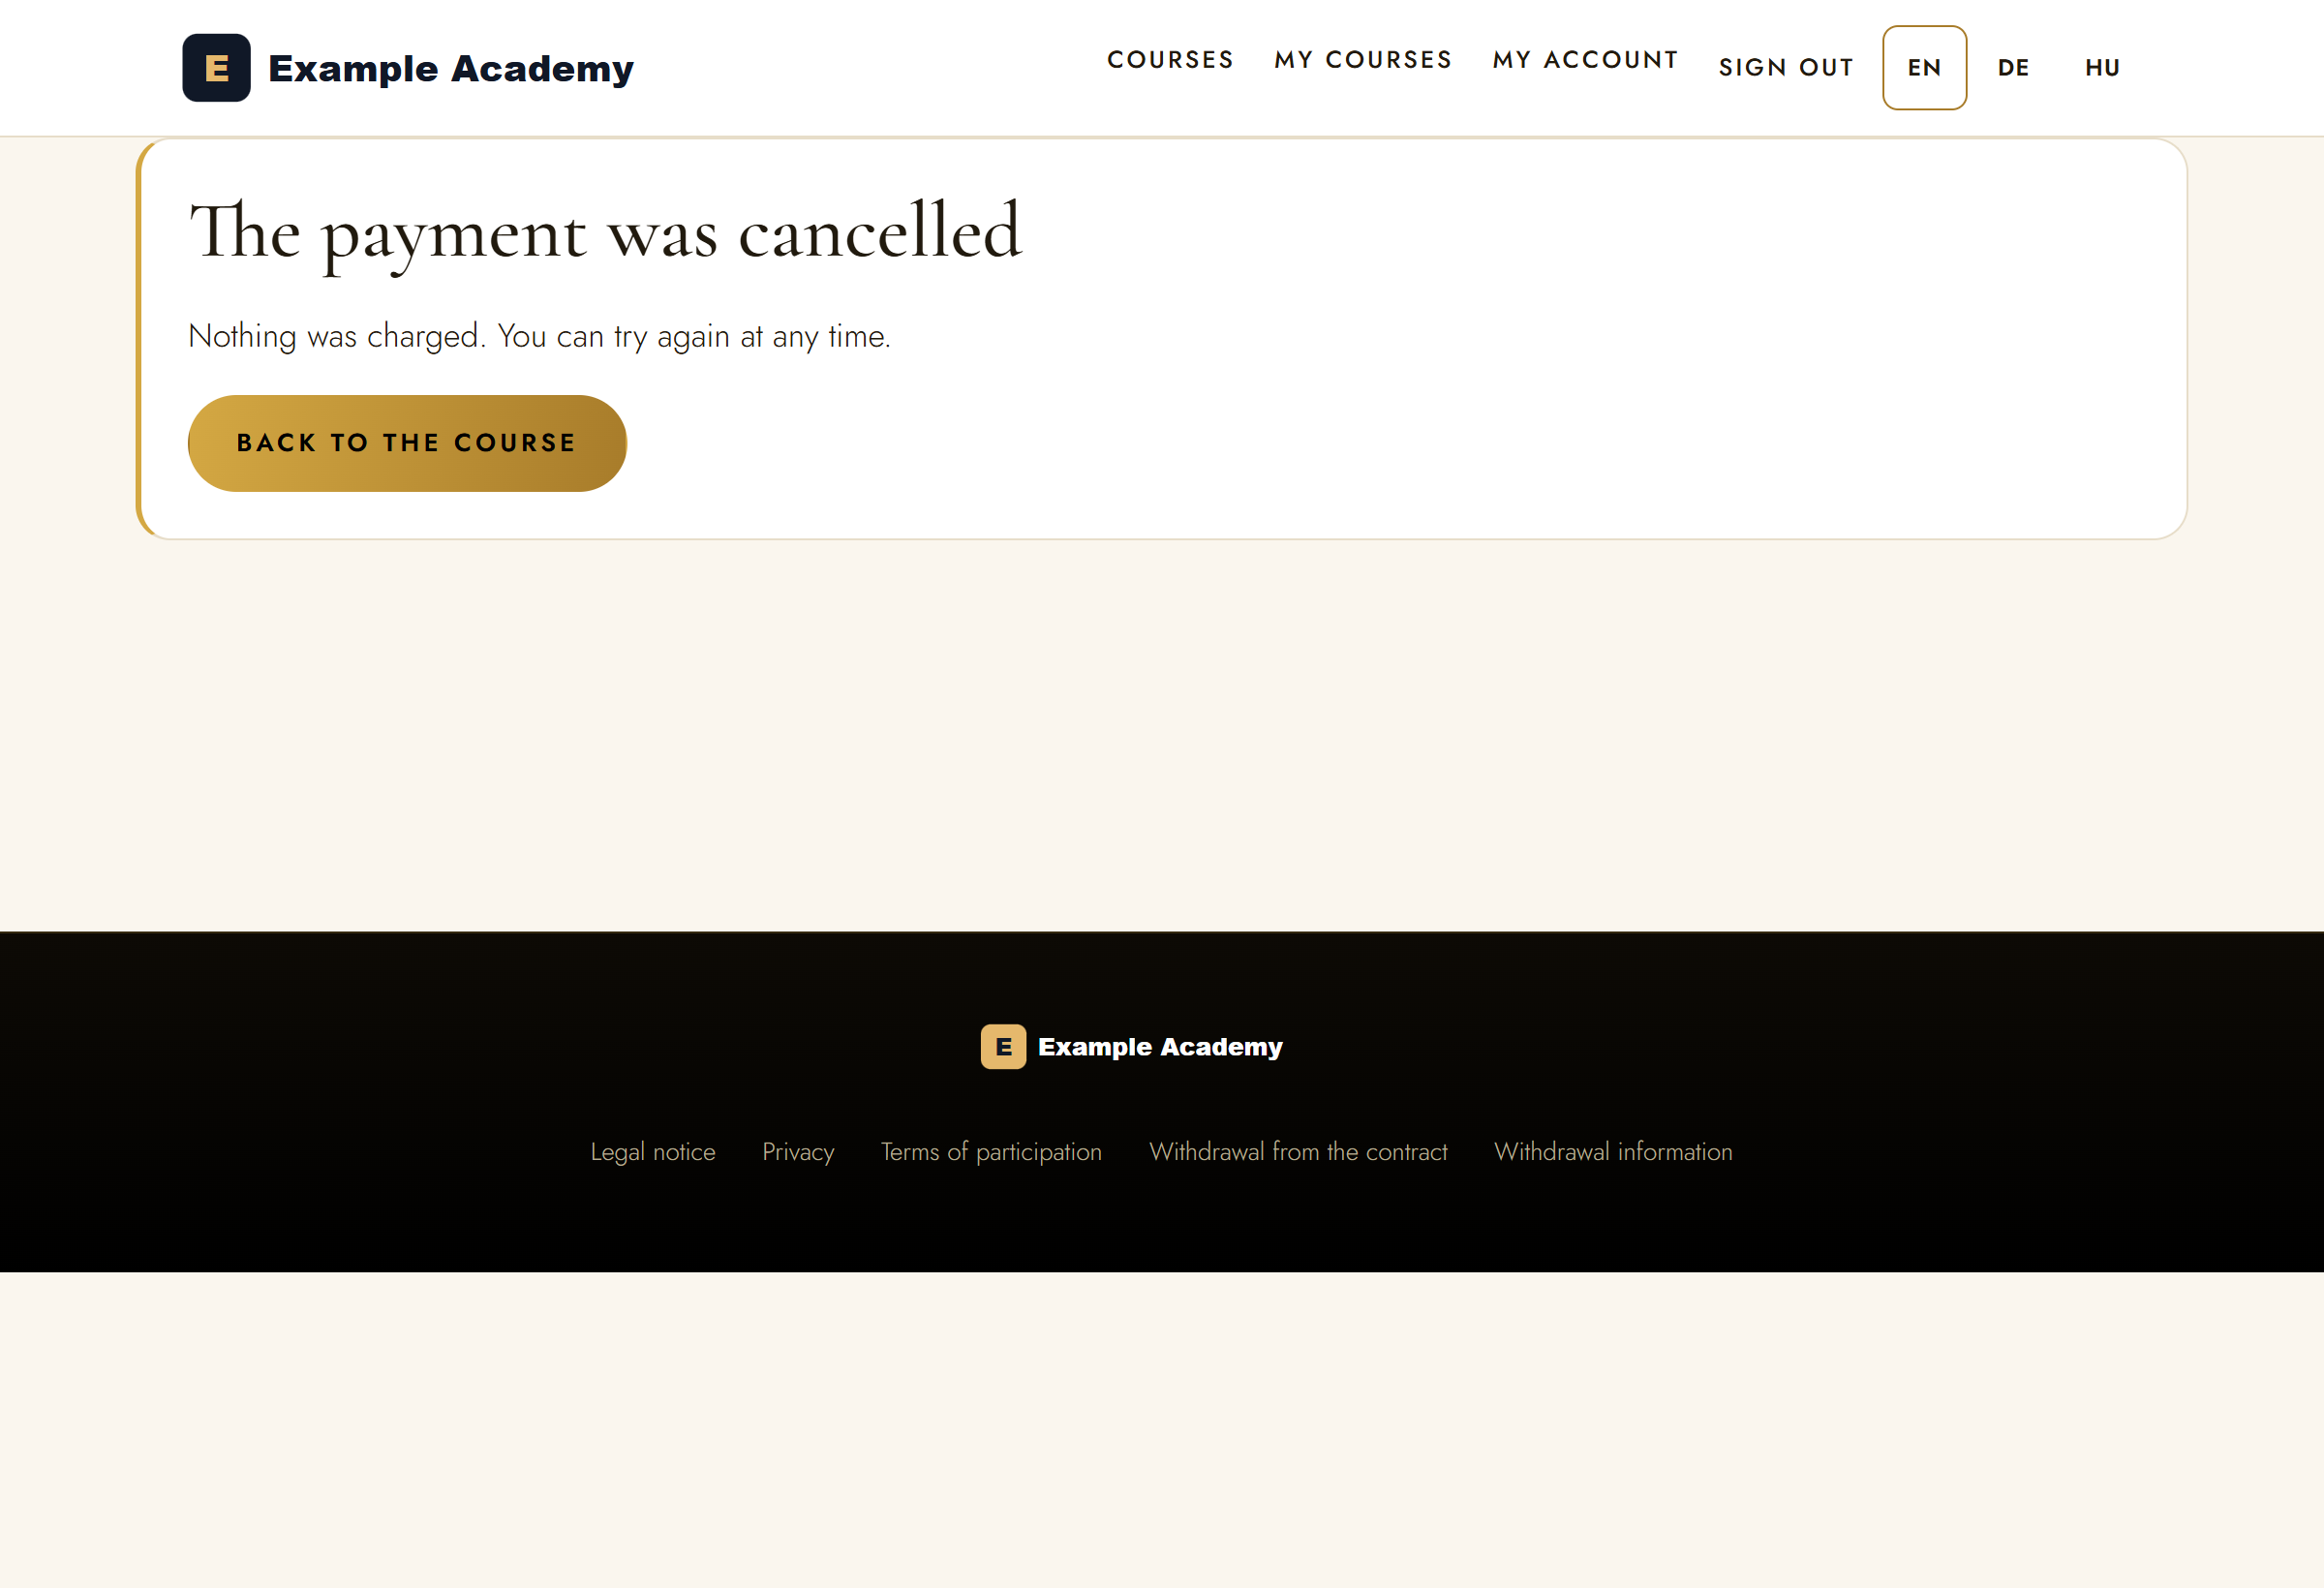 E Example Academy
COURSES MY COURSES MY ACCOUNT SIGN OUT EN DE HU
The payment was cancelled
Nothing was charged. You can try again at any time.
BACK TO THE COURSE
E Example Academy
Legal notice Privacy Terms of participation Withdrawal from the contract Withdrawal information